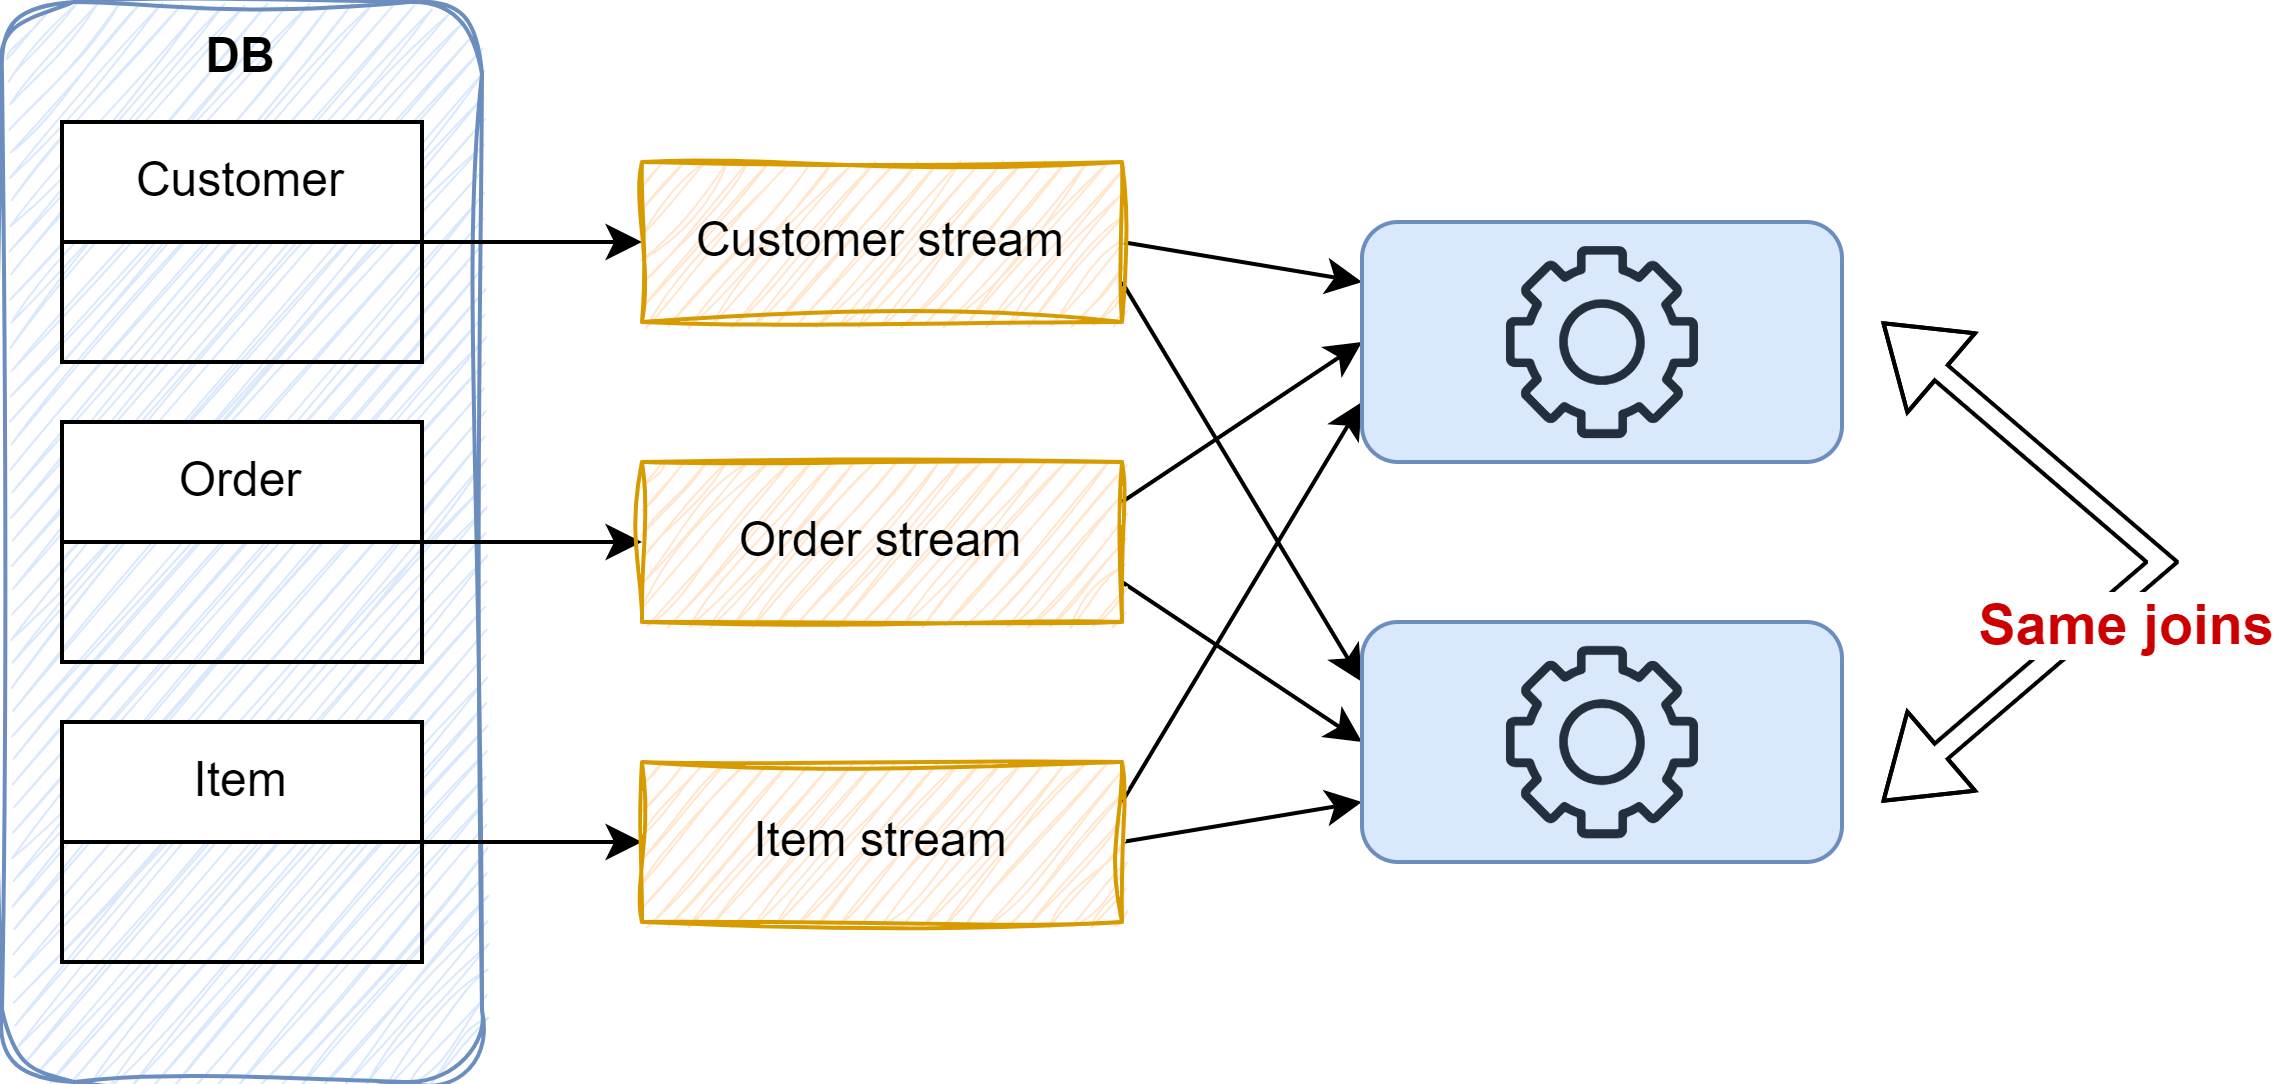 DB
Customer
Customer stream
Order
Order stream
Same joins
Item
Item stream